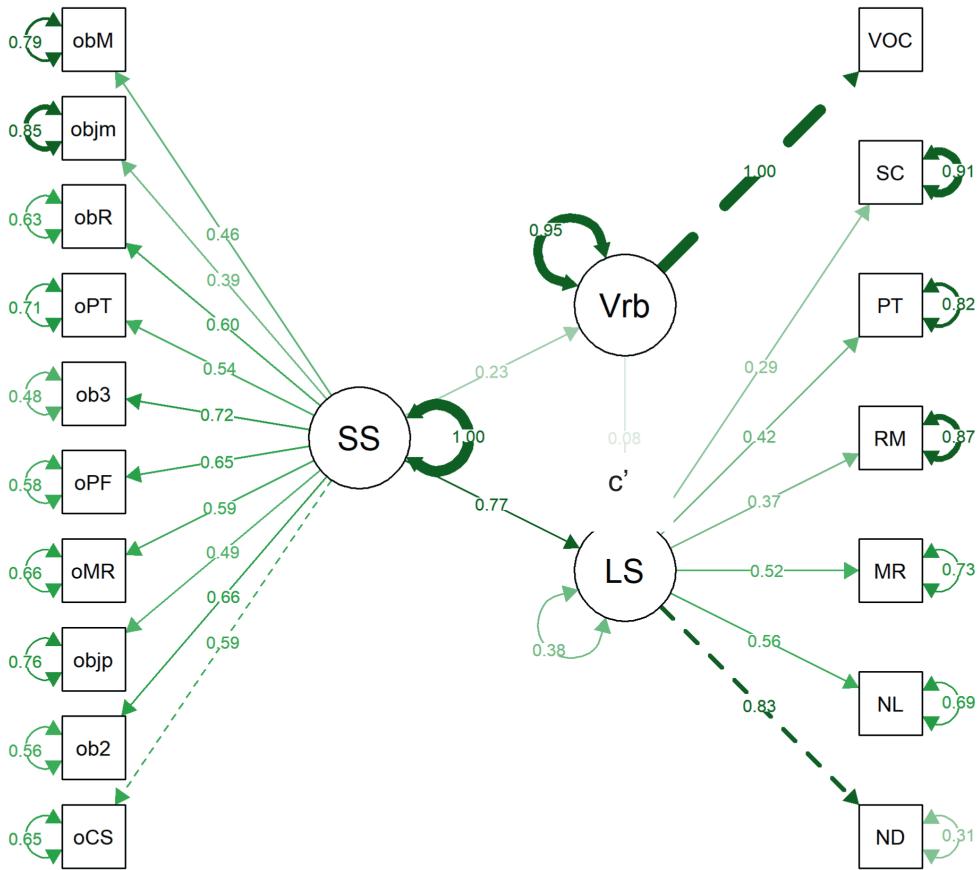 obM
0.79
objm
0.85
obR
0.63
oPT
0.71
ob3
0.48
oPF
0.58
oMR
0.66
objp
0.76
ob2
0.56
oCS
0.65
0.46
0.39
0.60
0.54
0.72
0.65
0.59
0.49
0.66
0.59
SS
1.00
0.23
0.77
Vrb
0.95
1.00
0.08
c’
LS
0.38
0.29
0.42
0.37
0.52
0.56
0.83
VOC
SC
0.91
PT
0.82
RM
0.87
MR
0.73
NL
0.69
ND
0.31